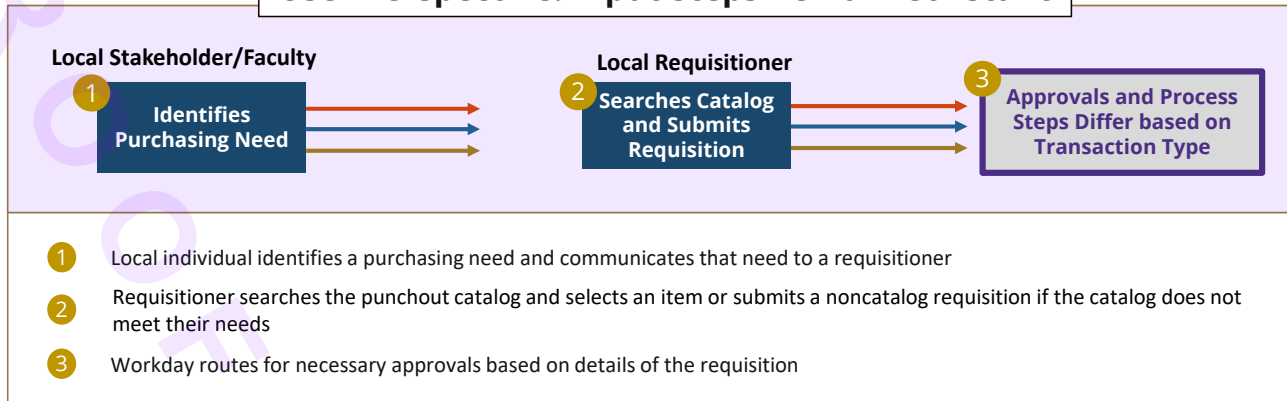 Local Stakeholder/Faculty
Local Requisitioner
1
Identifies
Purchasing Need
2
Searches Catalog
and Submits
Requisition
3
Approvals and Process
Steps Differ based on
Transaction Type
1 Local individual identifies a purchasing need and communicates that need to a requisitioner
2 Requisitioner searches the punchout catalog and selects an item or submits a noncatalog requisition if the catalog does not
meet their needs
3 Workday routes for necessary approvals based on details of the requisition
O
O
F